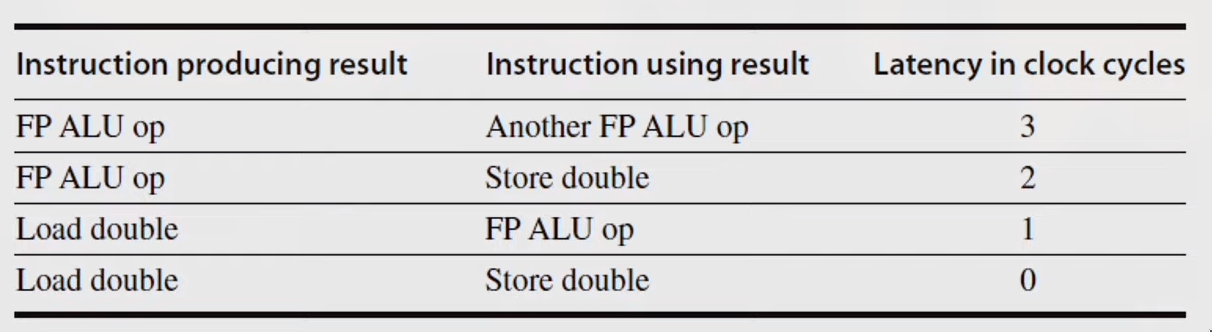 Instruction producing result Instruction using result Latency in clock cycles
FP ALU op Another FP ALU op 3
FP ALU op Store double 2
Load double FP ALU op 1
Load double Store double 0